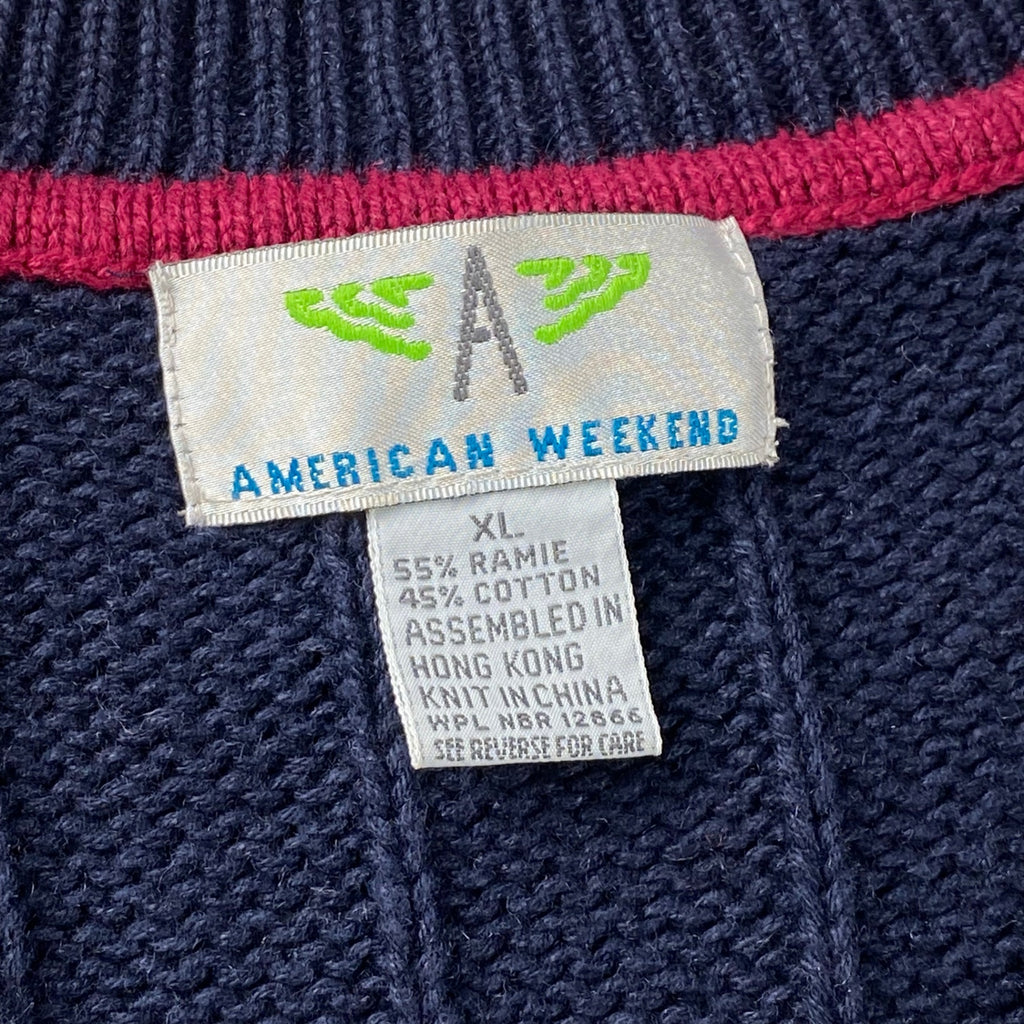 A
AMERICAN WEEKEND
XL
55% RAMIE
45% COTTON
ASSEMBLED IN
HONG KONG
KNIT IN CHINA
WPL NBR 12666
SEE REVERSE FOR CARE